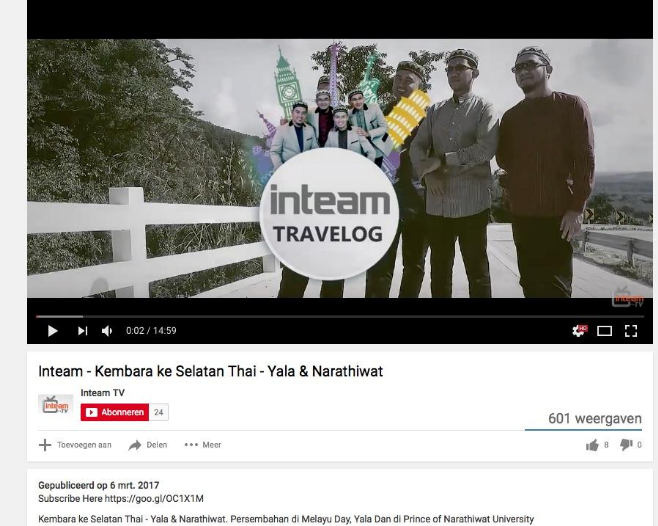 inteam
TRAVELOG
inteam
TV
0:02 / 14:59
HD
Inteam - Kembara ke Selatan Thai - Yala & Narathiwat
inteam
TV
Inteam TV
Abonneren 24
601 weergaven
Toevoegen aan Delen Meer 8 0
Gepubliceerd op 6 mrt. 2017
Subscribe Here https://goo.gl/OC1X1M
Kembara ke Selatan Thai - Yala & Narathiwat. Persembahan di Melayu Day, Yala Dan di Prince of Narathiwat University